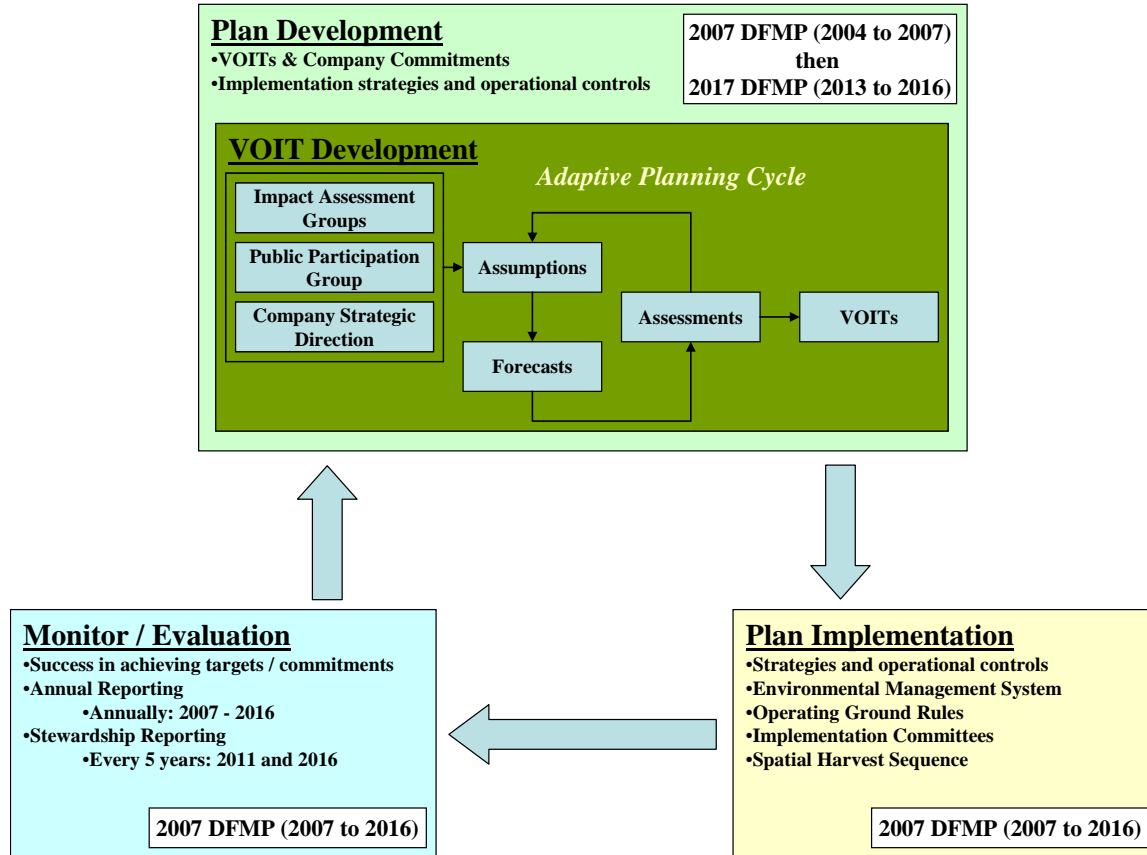 Plan Development
•VOITs & Company Commitments
•Implementation strategies and operational controls
2007 DFMP (2004 to 2007)
then
2017 DFMP (2013 to 2016)
VOIT Development
Adaptive Planning Cycle
Impact Assessment
Groups
Public Participation
Group
Company Strategic
Direction
Assumptions
Forecasts
Assessments
VOITs
Monitor / Evaluation
•Success in achieving targets / commitments
•Annual Reporting
•Annually: 2007 - 2016
•Stewardship Reporting
•Every 5 years: 2011 and 2016
2007 DFMP (2007 to 2016)
Plan Implementation
•Strategies and operational controls
•Environmental Management System
•Operating Ground Rules
•Implementation Committees
•Spatial Harvest Sequence
2007 DFMP (2007 to 2016)